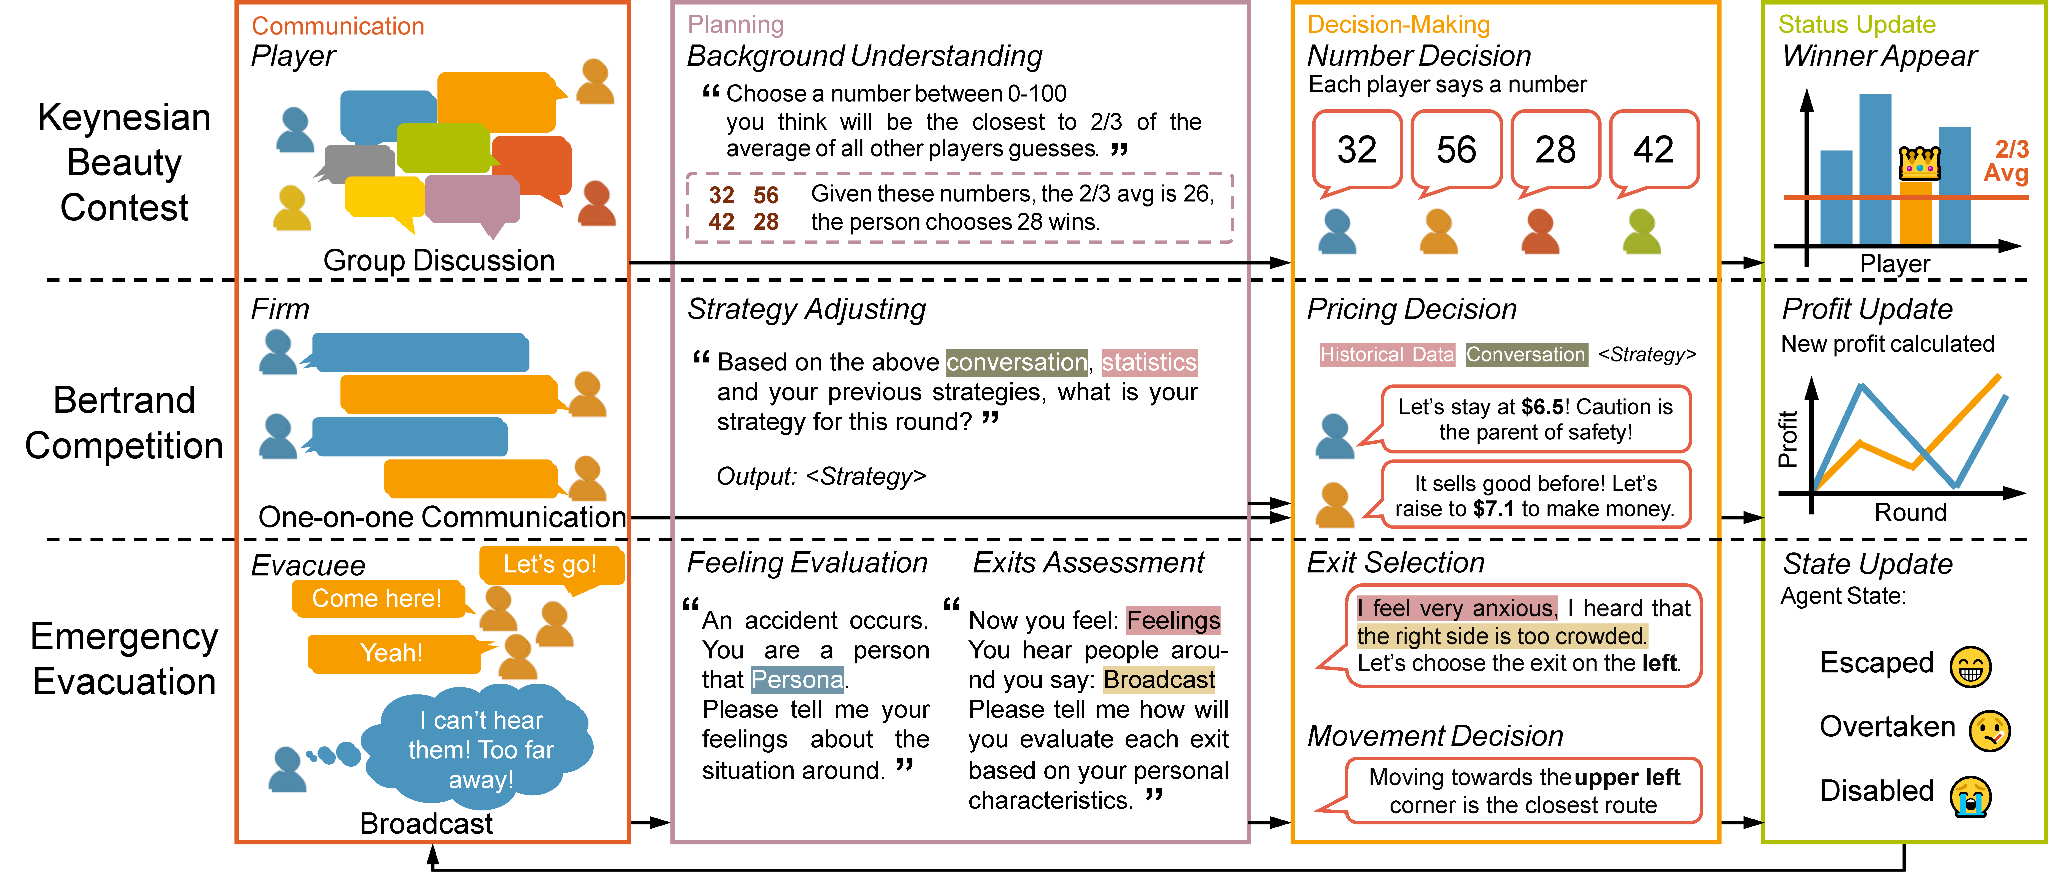 Communication
Planning
Decision-Making
Status Update
Keynesian
Beauty
Contest
Player
Group Discussion
Background Understanding
“ Choose a number between 0-100
you think will be the closest to 2/3 of the
average of all other players guesses. ”
32 56
42 28
Given these numbers, the 2/3 avg is 26,
the person chooses 28 wins.
Number Decision
Each player says a number
32 56 28 42
Winner Appear
2/3
Avg
Player
Bertrand
Competition
Firm
One-on-one Communication
Strategy Adjusting
“ Based on the above conversation, statistics
and your previous strategies, what is your
strategy for this round? ”
Output: <Strategy>
Pricing Decision
Historical Data Conversation <Strategy>
Let's stay at $6.5! Caution is
the parent of safety!
It sells good before! Let's
raise to $7.1 to make money.
Profit Update
New profit calculated
Profit
Round
Emergency
Evacuation
Evacuee
Let's go!
Come here!
Yeah!
I can't hear
them! Too far
away!
Broadcast
Feeling Evaluation
“ An accident occurs.
You are a person
that Persona.
Please tell me your
feelings about the
situation around. ”
Exits Assessment
“ Now you feel: Feelings
You hear people arou-
nd you say: Broadcast
Please tell me how will
you evaluate each exit
based on your personal
characteristics. ”
Exit Selection
I feel very anxious, I heard that
the right side is too crowded.
Let's choose the exit on the left.
Movement Decision
Moving towards the upper left
corner is the closest route
State Update
Agent State:
Escaped
Overtaken
Disabled